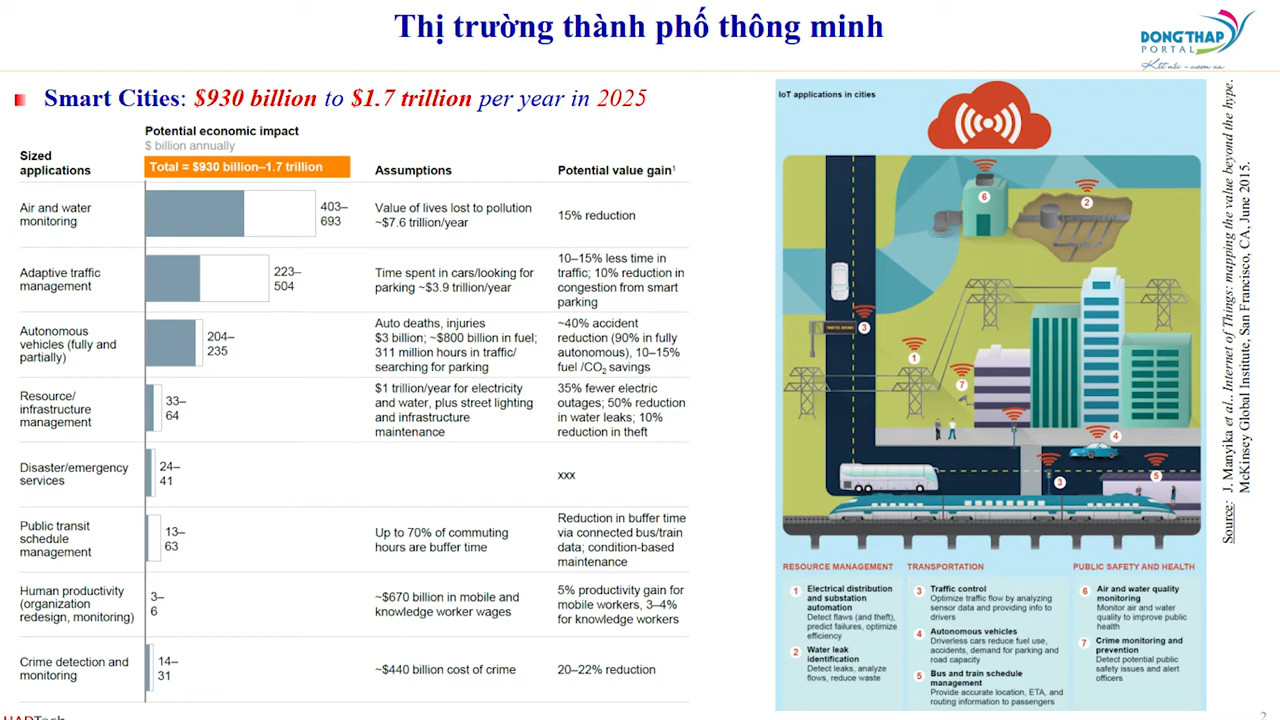 Thị trường thành phố thông minh
DONGTHAP
PORTAL
Kết nối - vươn xa
Smart Cities: $930 billion to $1.7 trillion per year in 2025
Potential economic impact
$ billion annually
Sized
applications
Total = $930 billion–1.7 trillion
Assumptions
Potential value gain¹
Air and water
monitoring
403–
693
Value of lives lost to pollution
~$7.6 trillion/year
15% reduction
Adaptive traffic
management
223–
504
Time spent in cars/looking for
parking ~$3.9 trillion/year
10–15% less time in
traffic; 10% reduction in
congestion from smart
parking
Autonomous
vehicles (fully and
partially)
204–
235
Auto deaths, injuries
$3 billion; ~$800 billion in fuel;
311 million hours in traffic/
searching for parking
~40% accident
reduction (90% in fully
autonomous), 10–15%
fuel /CO₂ savings
Resource/
infrastructure
management
33–
64
$1 trillion/year for electricity
and water, plus street lighting
and infrastructure
maintenance
35% fewer electric
outages; 50% reduction
in water leaks; 10%
reduction in theft
Disaster/emergency
services
24–
41
xxx
Public transit
schedule
management
13–
63
Up to 70% of commuting
hours are buffer time
Reduction in buffer time
via connected bus/train
data; condition-based
maintenance
Human productivity
(organization
redesign, monitoring)
3–
6
~$670 billion in mobile and
knowledge worker wages
5% productivity gain for
mobile workers, 3–4%
for knowledge workers
Crime detection and
monitoring
14–
31
~$440 billion cost of crime
20–22% reduction
IoT applications in cities
6
2
3
1
7
4
3
5
RESOURCE MANAGEMENT
1 Electrical distribution
and substation
automation
Detect flaws (and theft),
predict failures, optimize
efficiency
2 Water leak
identification
Detect leaks, analyze
flows, reduce waste
TRANSPORTATION
3 Traffic control
Optimize traffic flow by analyzing
sensor data and providing info to
drivers
4 Autonomous vehicles
Driverless cars reduce fuel use,
accidents, demand for parking and
road capacity
5 Bus and train schedule
management
Provide accurate location, ETA, and
routing information to passengers
PUBLIC SAFETY AND HEALTH
6 Air and water quality
monitoring
Monitor air and water
quality to improve public
health
7 Crime monitoring and
prevention
Detect potential public
safety issues and alert
officers
Source: J. Manyika et al.. Internet of Things: mapping the value beyond the hype.
McKinsey Global Institute, San Francisco, CA, June 2015.
HADTech
2